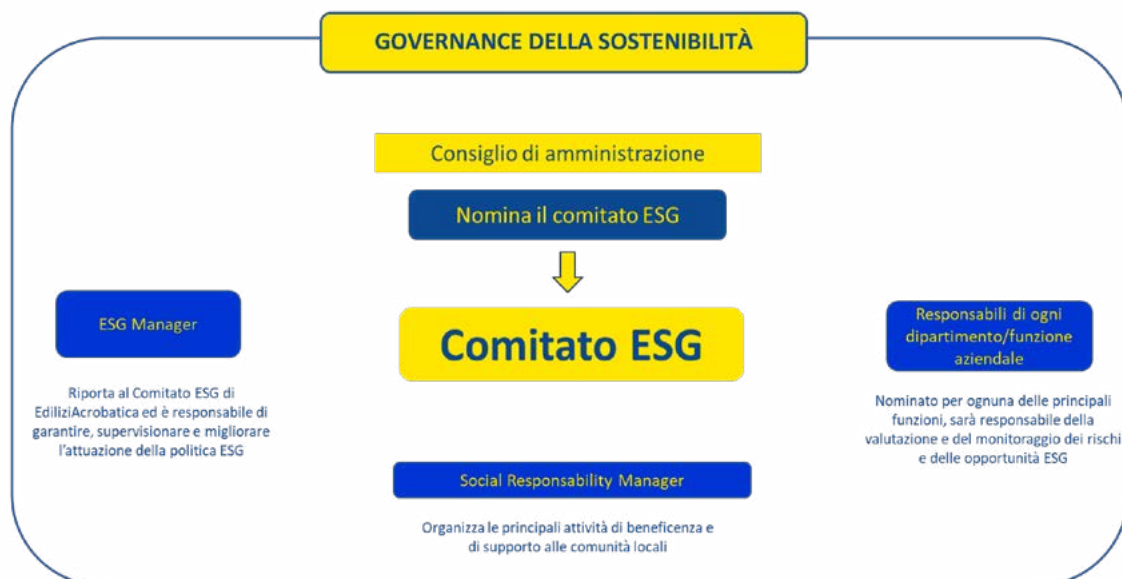 GOVERNANCE DELLA SOSTENIBILITÀ
Consiglio di amministrazione
Nomina il comitato ESG
ESG Manager
Riporta al Comitato ESG di
EdiliziAcrobatica ed è responsabile di
garantire, supervisionare e migliorare
l'attuazione della politica ESG
Comitato ESG
Responsabili di ogni
dipartimento/funzione
aziendale
Nominato per ognuna delle principali
funzioni, sarà responsabile della
valutazione e del monitoraggio dei rischi
e delle opportunità ESG
Social Responsability Manager
Organizza le principali attività di beneficenza e
di supporto alle comunità locali